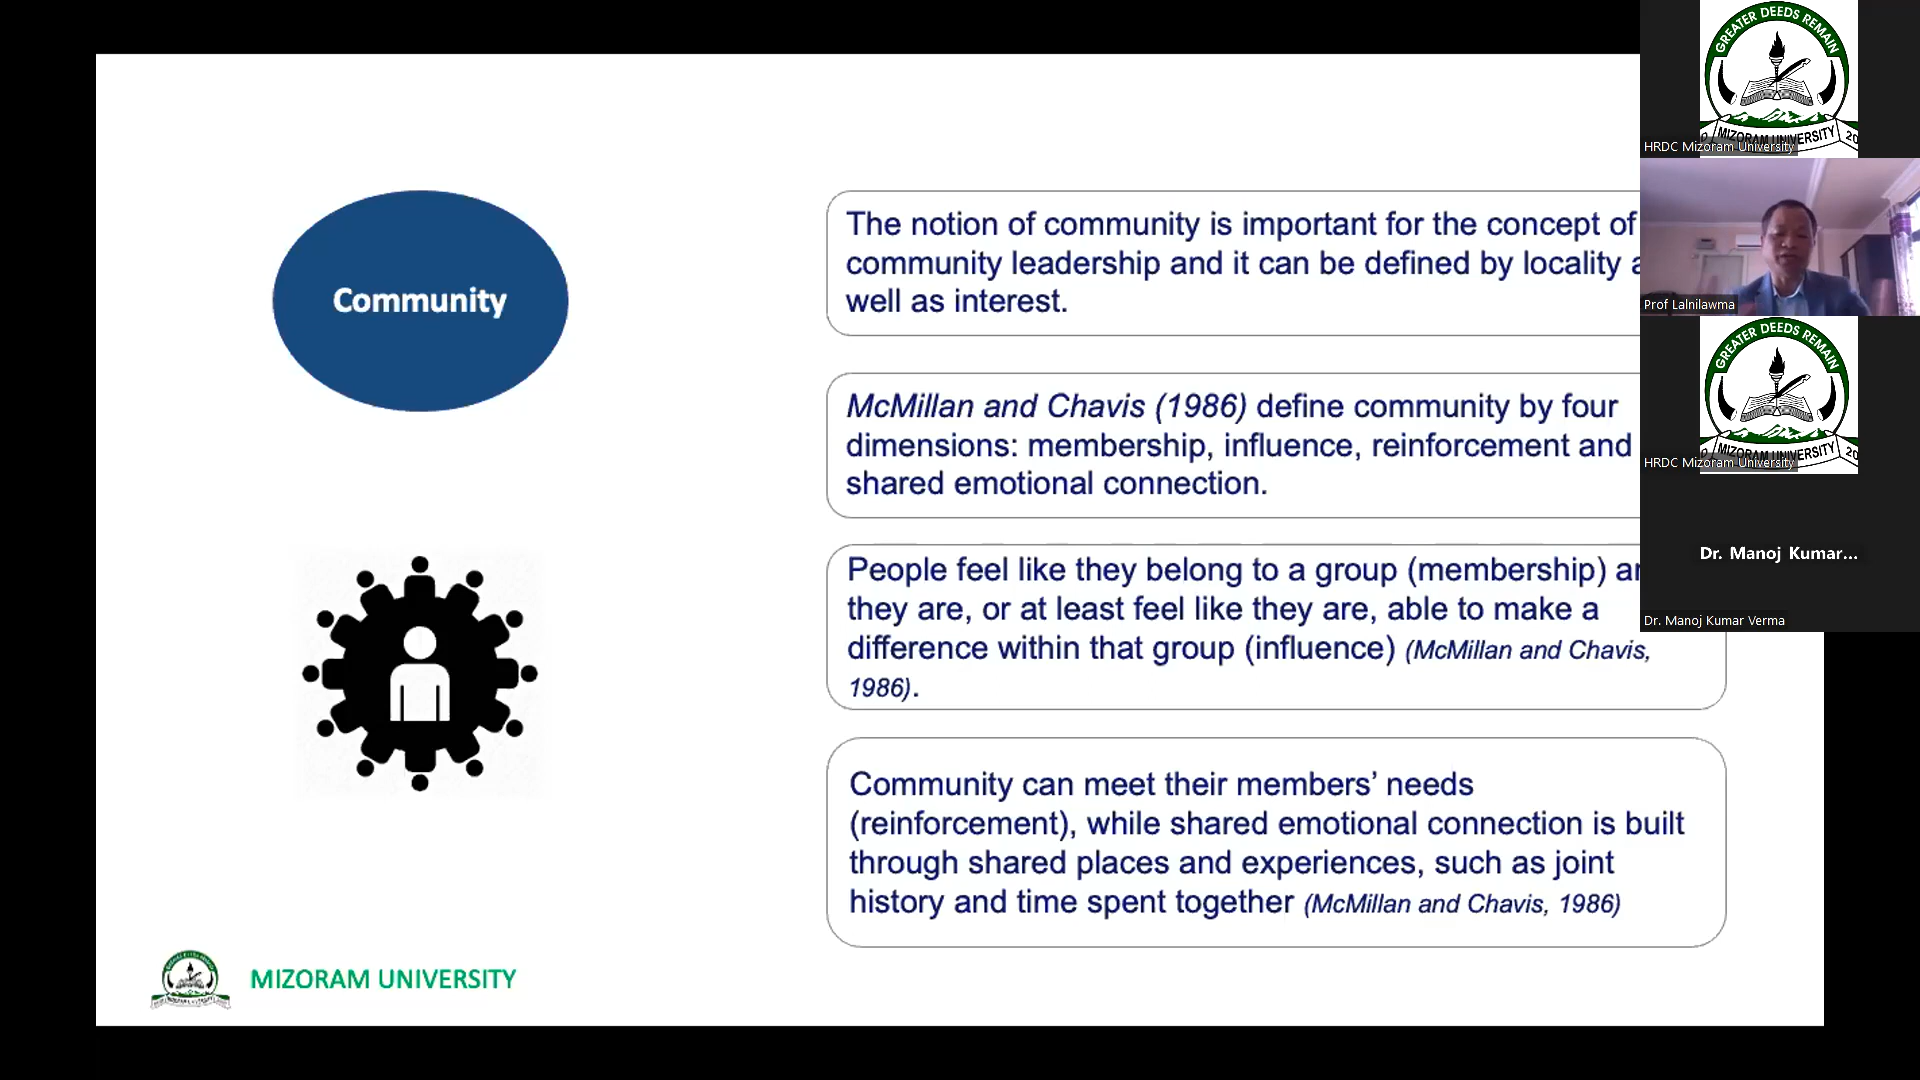 Community
The notion of community is important for the concept of
community leadership and it can be defined by locality
well as interest.
McMillan and Chavis (1986) define community by four
dimensions: membership, influence, reinforcement and
shared emotional connection.
People feel like they belong to a group (membership)
they are, or at least feel like they are, able to make a
difference within that group (influence) (McMillan and Chavis,
1986).
Community can meet their members’ needs
(reinforcement), while shared emotional connection is built
through shared places and experiences, such as joint
history and time spent together (McMillan and Chavis, 1986)
MIZORAM UNIVERSITY
GREATER DEEDS REMAIN
MIZORAM UNIVERSITY
HRDC Mizoram University
Prof Lalnilawma
GREATER DEEDS REMAIN
MIZORAM UNIVERSITY
HRDC Mizoram University
Dr. Manoj Kumar...
Dr. Manoj Kumar Verma